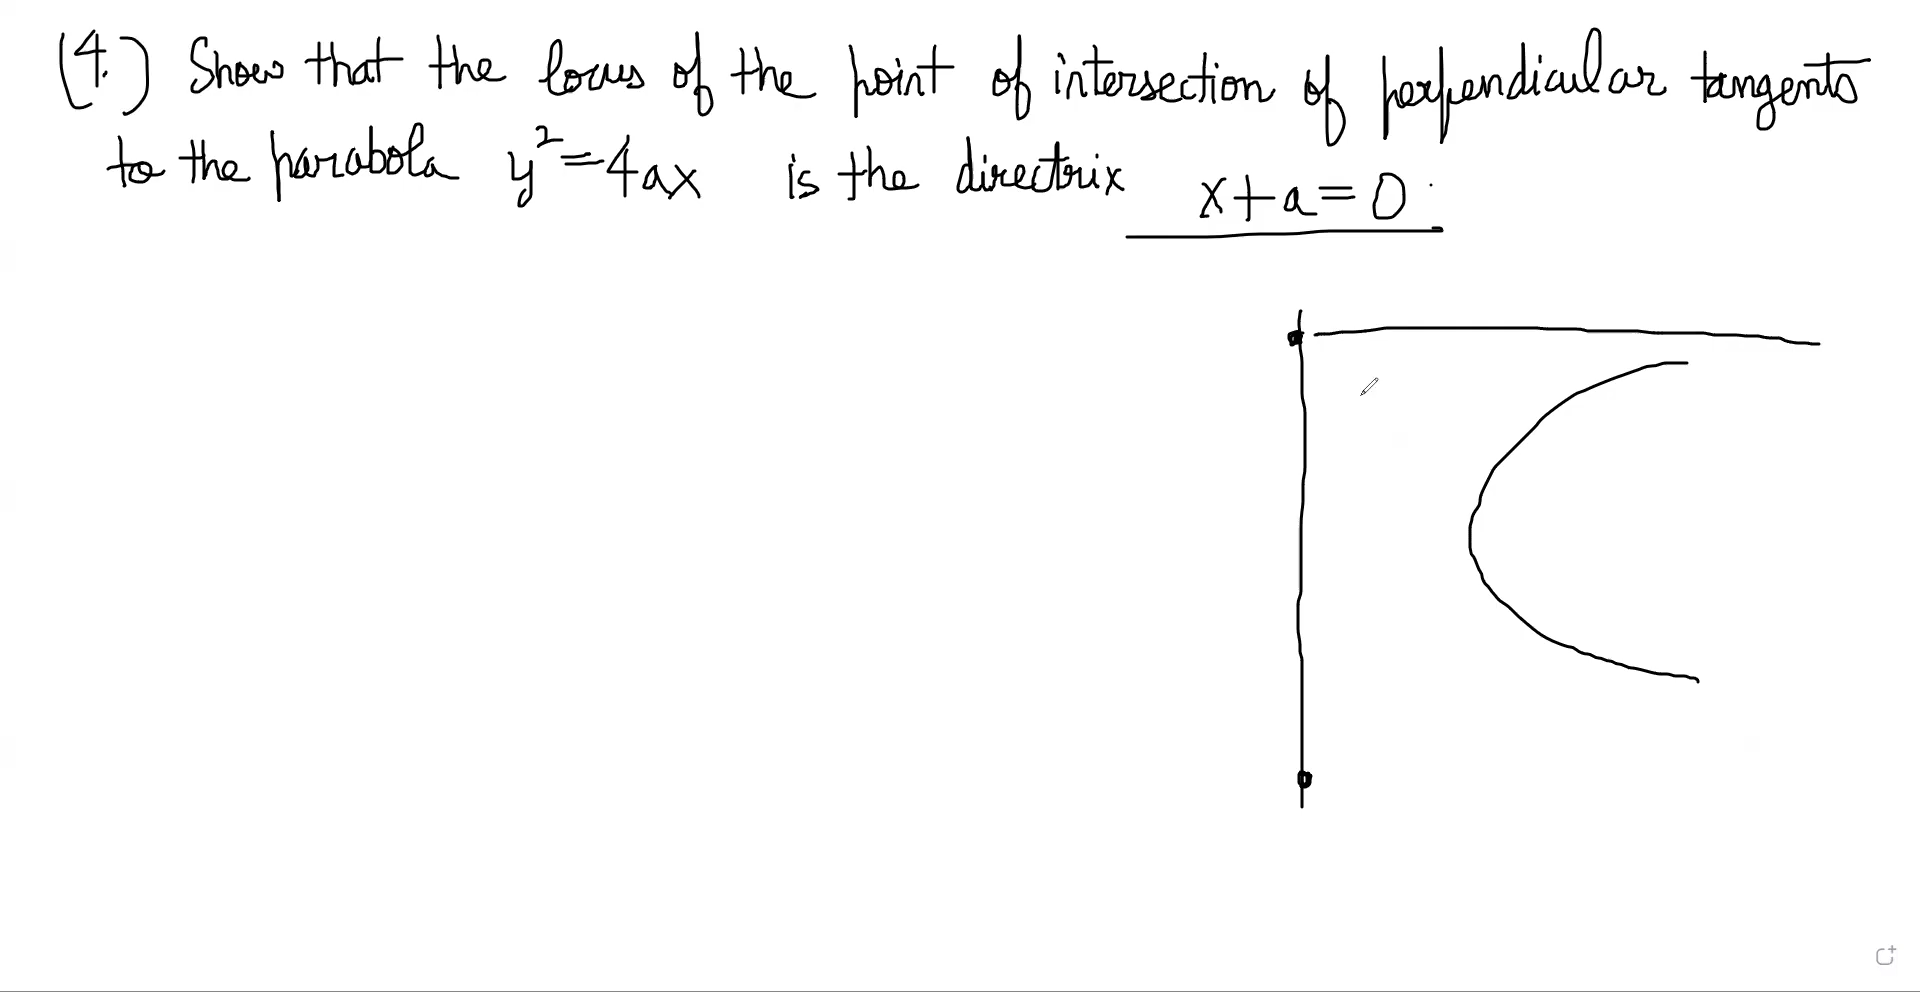 (4.) Show that the locus of the point of intersection of perpendicular tangents
to the parabola y²=4ax is the directrix x+a=0.